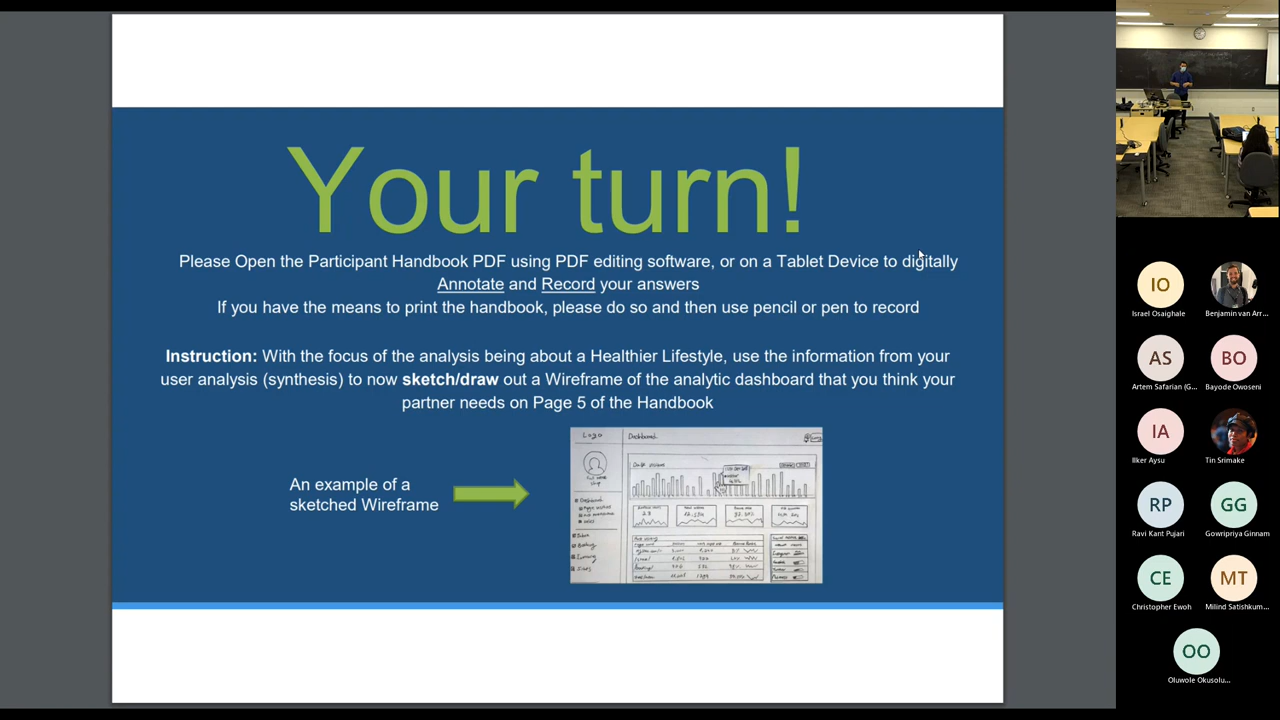 Your turn!
Please Open the Participant Handbook PDF using PDF editing software, or on a Tablet Device to digitally
Annotate and Record your answers
If you have the means to print the handbook, please do so and then use pencil or pen to record
Instruction: With the focus of the analysis being about a Healthier Lifestyle, use the information from your
user analysis (synthesis) to now sketch/draw out a Wireframe of the analytic dashboard that you think your
partner needs on Page 5 of the Handbook
An example of a
sketched Wireframe
Logo
Dashboard
IO
Israel Osaighale
Benjamin van Arr...
AS
Artem Safarian (G...
BO
Bayode Owoseni
IA
Ilker Aysu
Tin Srimake
RP
Ravi Kant Pujari
GG
Gowripriya Ginnam
CE
Christopher Ewoh
MT
Milind Satishkum...
OO
Oluwole Okusolu...